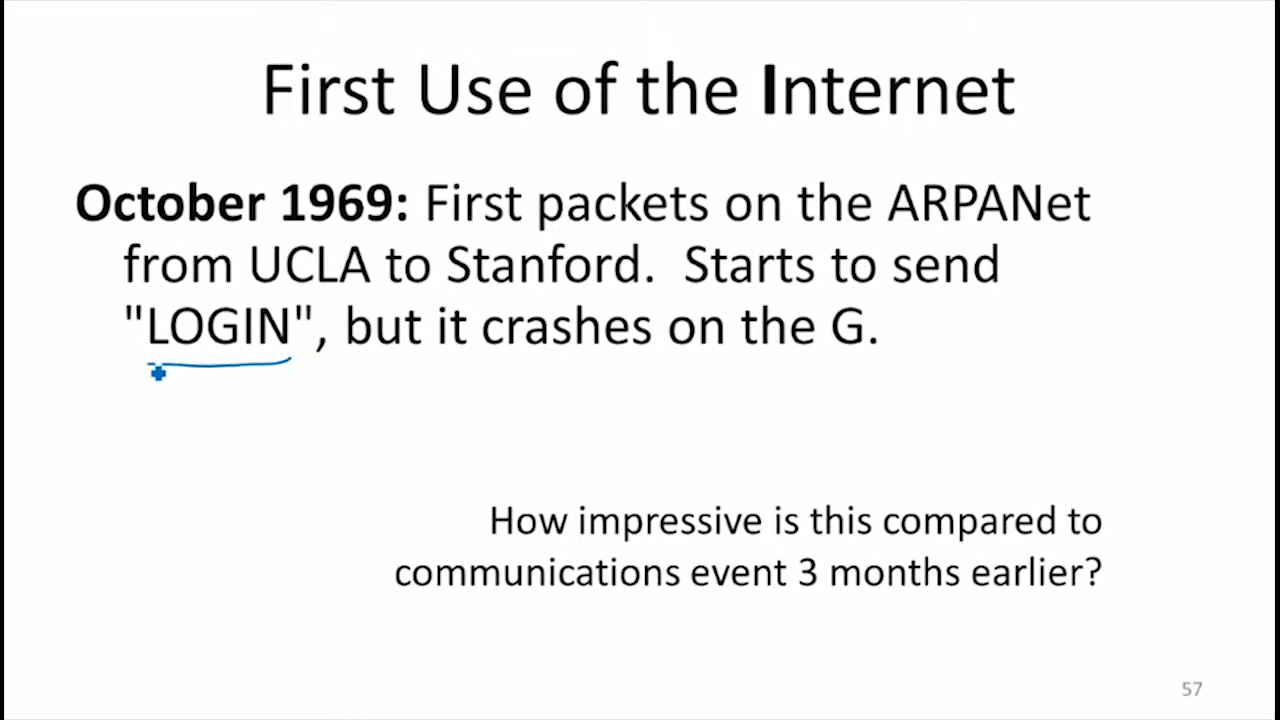 First Use of the Internet
October 1969: First packets on the ARPANet
from UCLA to Stanford.  Starts to send
"LOGIN", but it crashes on the G.
How impressive is this compared to
communications event 3 months earlier?
57